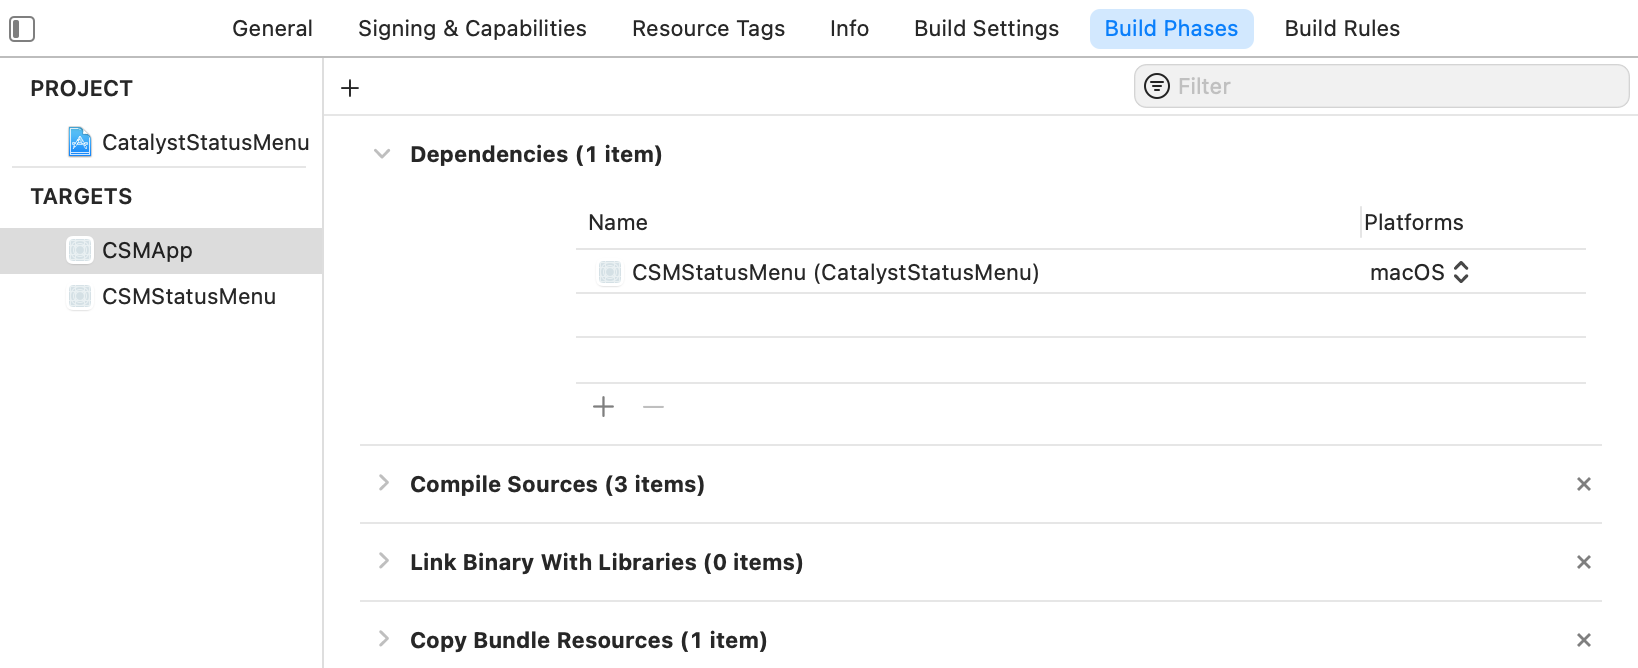 General Signing & Capabilities Resource Tags Info Build Settings Build Phases Build Rules
PROJECT
CatalystStatusMenu
TARGETS
CSMApp
CSMStatusMenu
Filter
Dependencies (1 item)
Name Platforms
CSMStatusMenu (CatalystStatusMenu) macOS
Compile Sources (3 items)
Link Binary With Libraries (0 items)
Copy Bundle Resources (1 item)